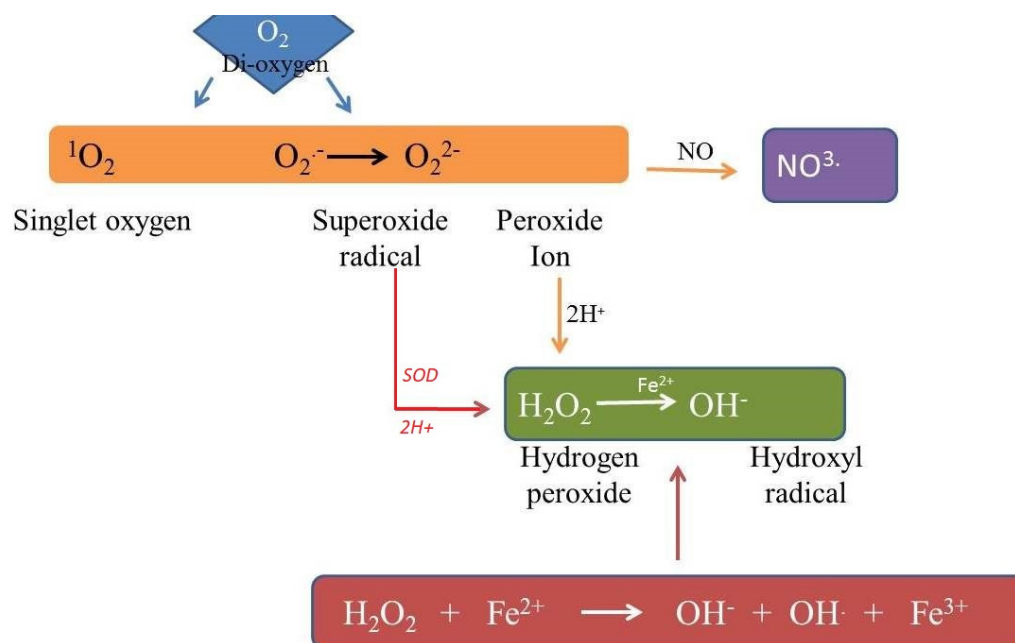 O₂
Di-oxygen
¹O₂ O₂·⁻ → O₂²⁻
NO
NO³·
Singlet oxygen
Superoxide
radical
Peroxide
Ion
2H⁺
SOD
2H+
H₂O₂ Fe²⁺ → OH⁻
Hydrogen
peroxide
Hydroxyl
radical
H₂O₂ + Fe²⁺ → OH⁻ + OH· + Fe³⁺